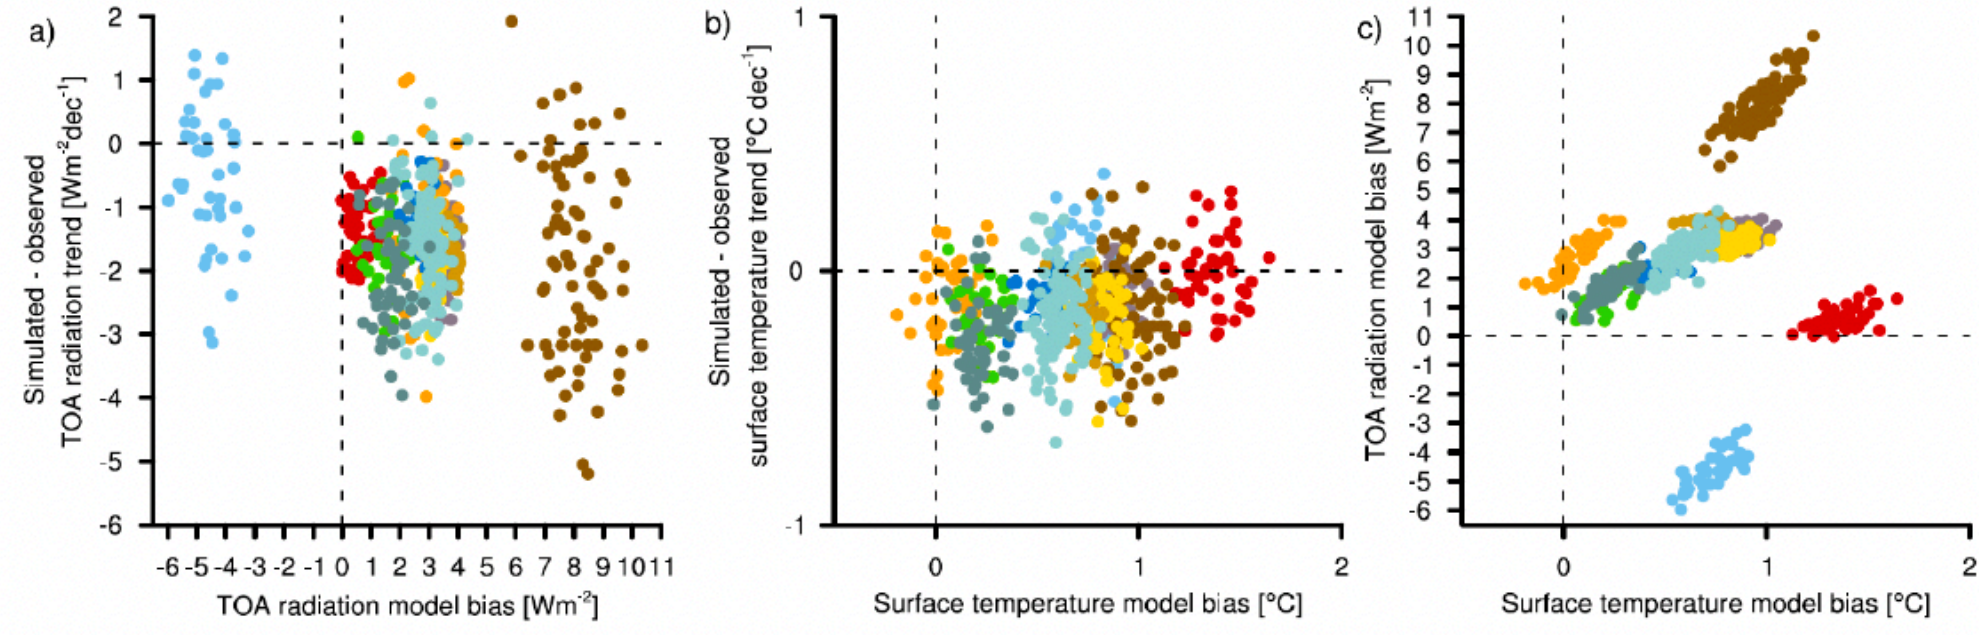 a)
Simulated - observed
TOA radiation trend [Wm⁻²dec⁻¹]
2
1
0
-1
-2
-3
-4
-5
-6
-6 -5 -4 -3 -2 -1 0 1 2 3 4 5 6 7 8 9 10 11
TOA radiation model bias [Wm⁻²]
b)
Simulated - observed
surface temperature trend [°C dec⁻¹]
1
0
-1
0 1 2
Surface temperature model bias [°C]
c)
TOA radiation model bias [Wm⁻²]
11
10
9
8
7
6
5
4
3
2
1
0
-1
-2
-3
-4
-5
-6
0 1 2
Surface temperature model bias [°C]